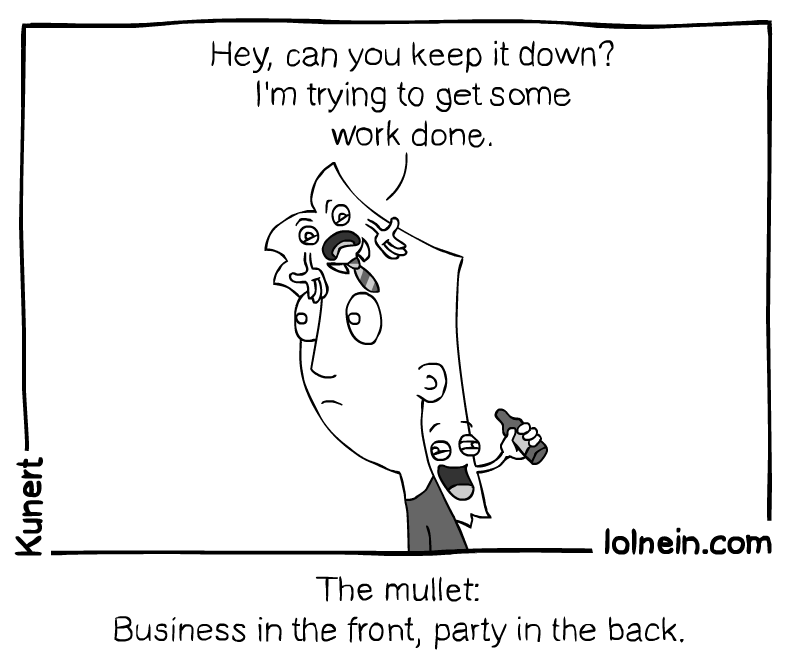 Hey, can you keep it down?
I'm trying to get some
work done.
Kunert
lolnein.com
The mullet:
Business in the front, party in the back.